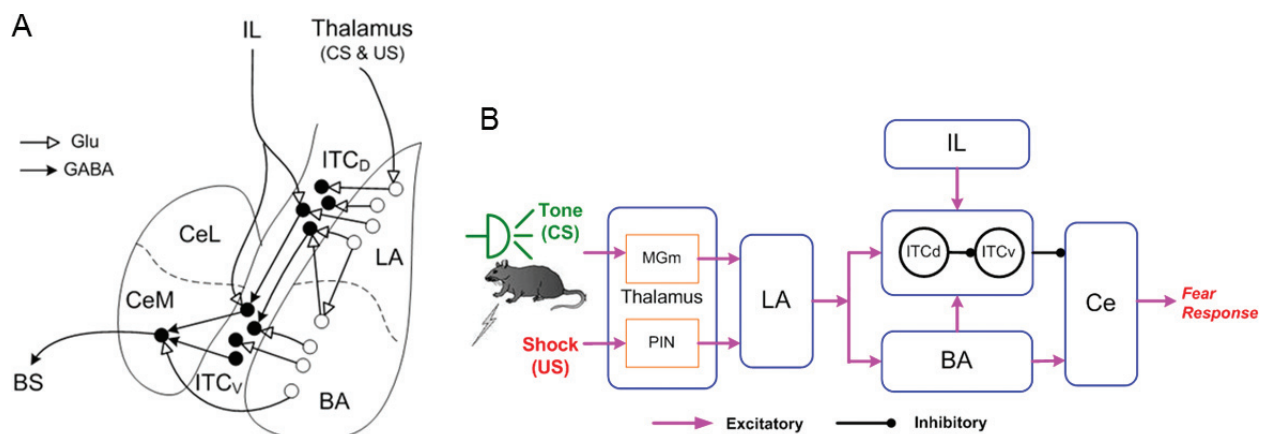 A
IL
Thalamus
(CS & US)
Glu
GABA
ITCD
CeL
LA
CeM
BS
ITCV
BA
B
IL
Tone
(CS)
MGm
Thalamus
PIN
Shock
(US)
LA
ITCd
ITCv
BA
Ce
Fear
Response
Excitatory
Inhibitory